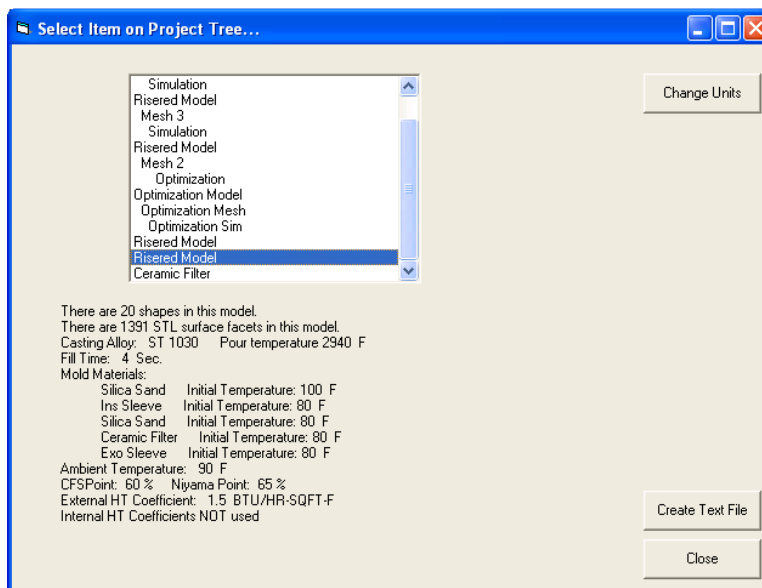 Select Item on Project Tree...
Simulation
Risered Model
Mesh 3
Simulation
Risered Model
Mesh 2
Optimization
Optimization Model
Optimization Mesh
Optimization Sim
Risered Model
Risered Model
Ceramic Filter
Change Units
There are 20 shapes in this model.
There are 1391 STL surface facets in this model.
Casting Alloy: ST 1030 Pour temperature 2940 F
Fill Time: 4 Sec.
Mold Materials:
Silica Sand Initial Temperature: 100 F
Ins Sleeve Initial Temperature: 80 F
Silica Sand Initial Temperature: 80 F
Ceramic Filter Initial Temperature: 80 F
Exo Sleeve Initial Temperature: 80 F
Ambient Temperature: 90 F
CFSPoint: 60 % Niyama Point: 65 %
External HT Coefficient: 1.5 BTU/HR-SQFT-F
Internal HT Coefficients NOT used
Create Text File
Close